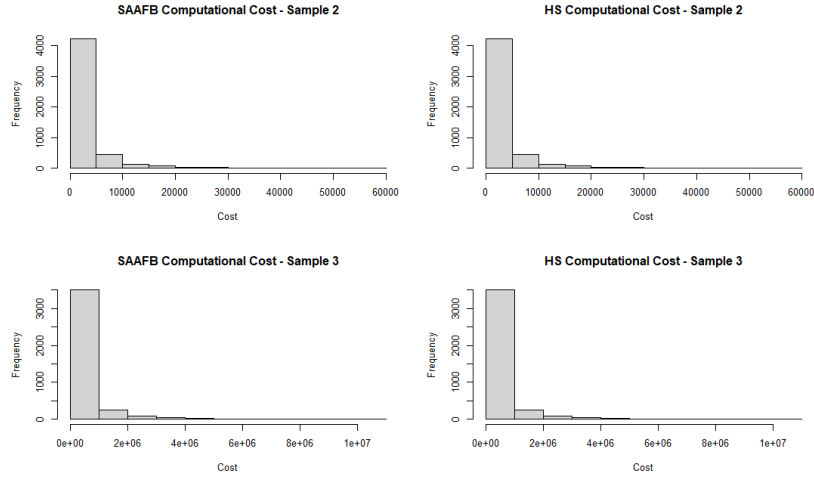 SAAFB Computational Cost - Sample 2
Frequency
4000
3000
2000
1000
0
0 10000 20000 30000 40000 50000 60000
Cost
HS Computational Cost - Sample 2
Frequency
4000
3000
2000
1000
0
0 10000 20000 30000 40000 50000 60000
Cost
SAAFB Computational Cost - Sample 3
Frequency
3000
2000
1000
0
0e+00 2e+06 4e+06 6e+06 8e+06 1e+07
Cost
HS Computational Cost - Sample 3
Frequency
3000
2000
1000
0
0e+00 2e+06 4e+06 6e+06 8e+06 1e+07
Cost